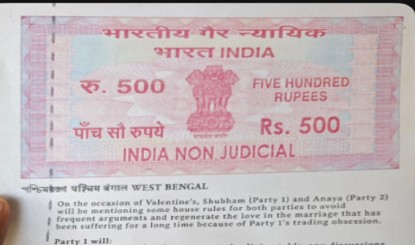 भारतीय गैर न्यायिक
भारत INDIA
रु. 500
FIVE HUNDRED
RUPEES
पाँच सौ रुपये
Rs. 500
INDIA NON JUDICIAL
পশ্চিমবঙ্গ पश्चिम बंगाल WEST BENGAL
On the occasion of Valentine's, Shubham (Party 1) and Anaya (Party 2)
will be mentioning some house rules for both parties to avoid
frequent arguments and regenerate the love in the marriage that has
been suffering for a long time because of Party 1's trading obsession.
Party 1 will: